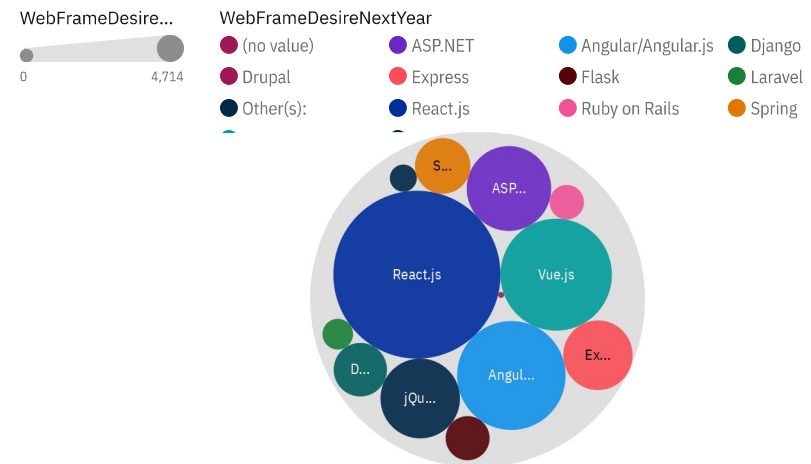 WebFrameDesire...
0 4,714
WebFrameDesireNextYear
(no value) ASP.NET Angular/Angular.js Django
Drupal Express Flask Laravel
Other(s): React.js Ruby on Rails Spring
S...
ASP...
React.js
Vue.js
Ex...
D...
Angul...
jQu...